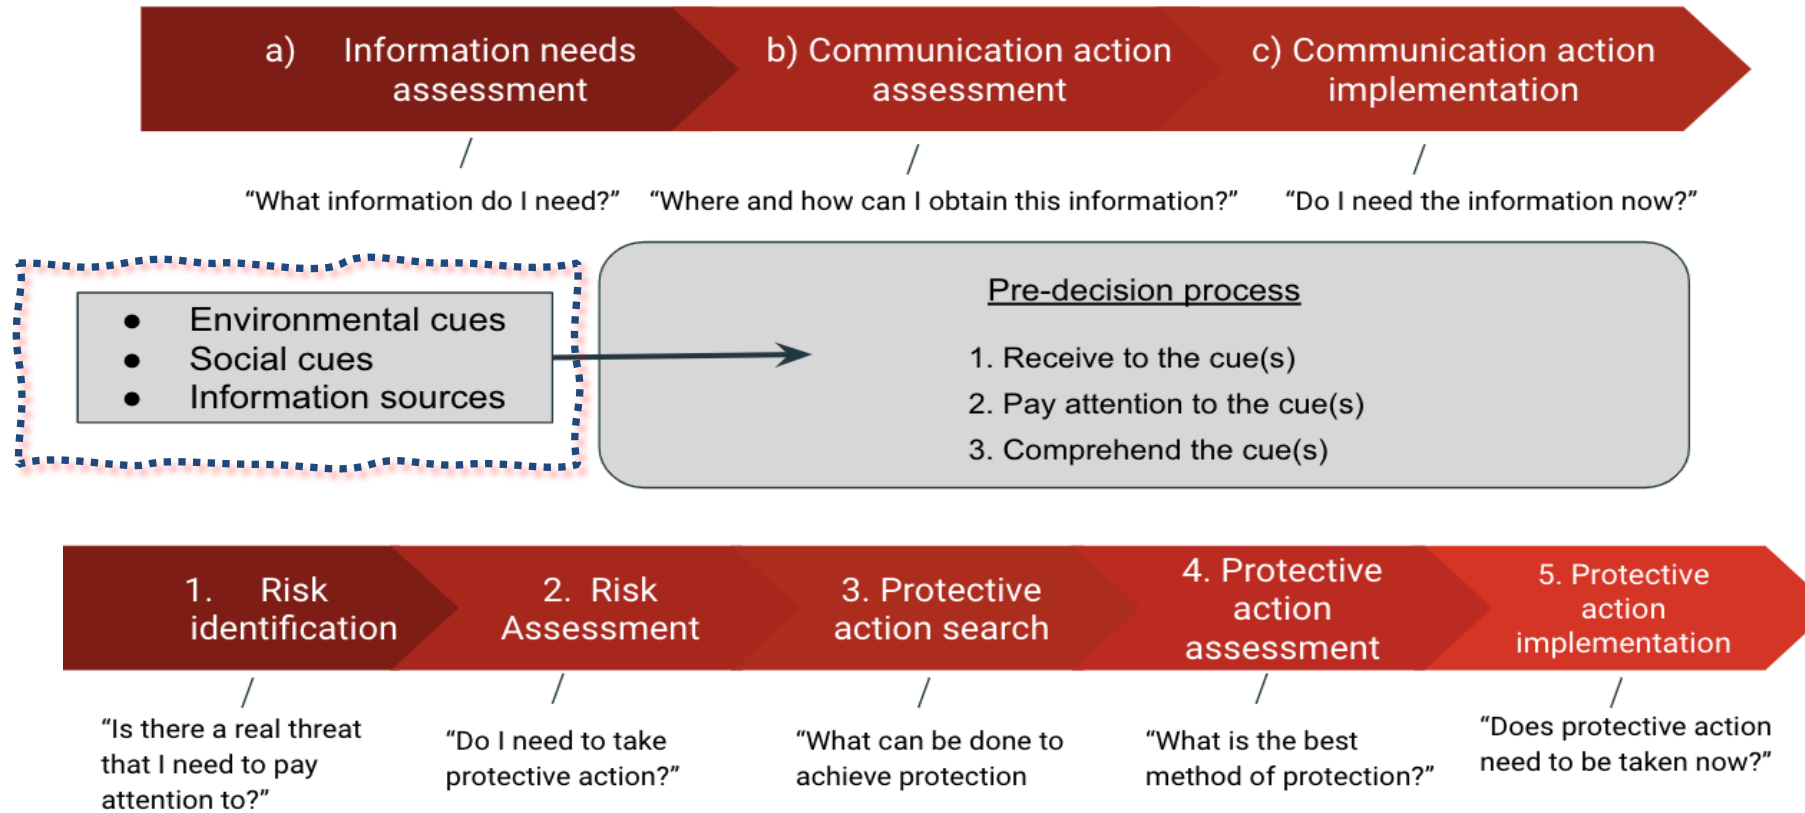 a) Information needs
assessment
b) Communication action
assessment
c) Communication action
implementation
“What information do I need?”
“Where and how can I obtain this information?”
“Do I need the information now?”
● Environmental cues
● Social cues
● Information sources
Pre-decision process
1. Receive to the cue(s)
2. Pay attention to the cue(s)
3. Comprehend the cue(s)
1. Risk
identification
2. Risk
Assessment
3. Protective
action search
4. Protective
action
assessment
5. Protective
action
implementation
“Is there a real threat
that I need to pay
attention to?”
“Do I need to take
protective action?”
“What can be done to
achieve protection
“What is the best
method of protection?”
“Does protective action
need to be taken now?”